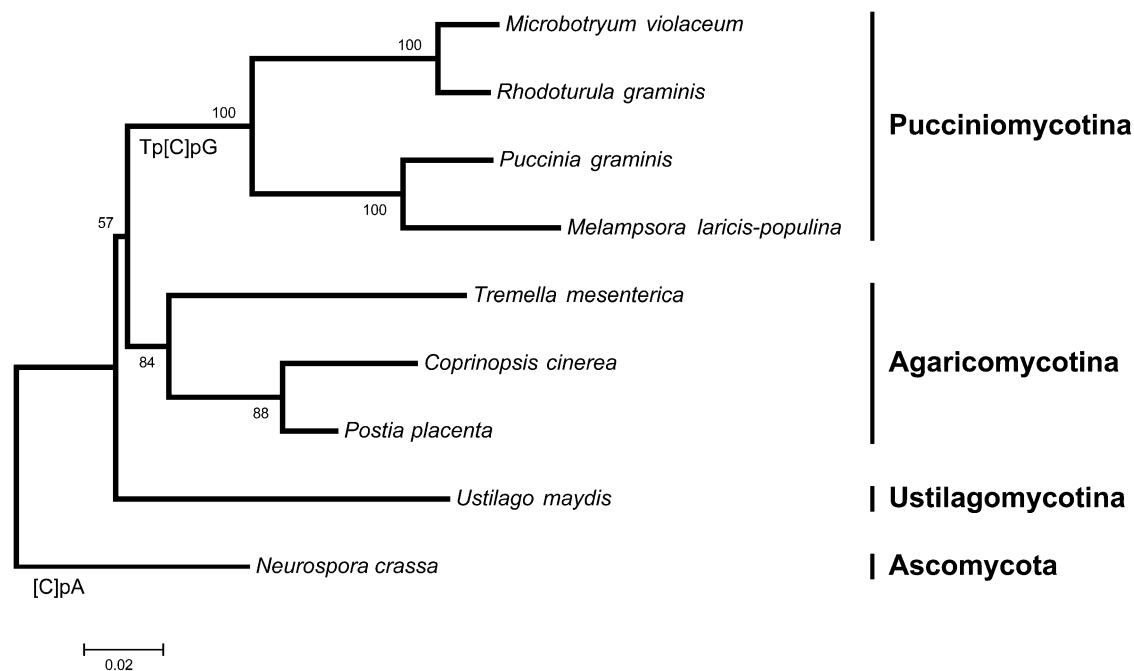 Microbotryum violaceum
100
Rhodoturula graminis
100
Tp[C]pG
Pucciniomycotina
Puccinia graminis
100
Melampsora laricis-populina
57
Tremella mesenterica
84
Coprinopsis cinerea
Agaricomycotina
88
Postia placenta
Ustilago maydis
Ustilagomycotina
Neurospora crassa
Ascomycota
[C]pA
0.02